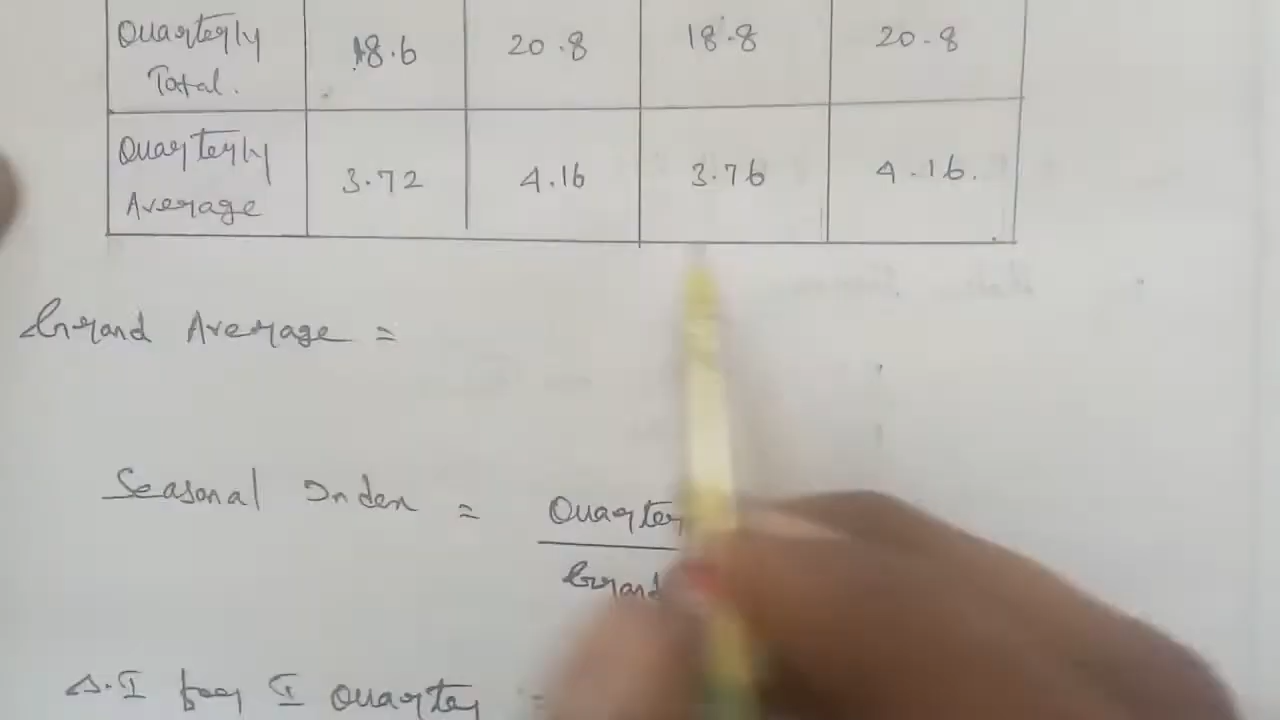 Quarterly Total. 18.6 20.8 18.8 20.8
Quarterly Average 3.72 4.16 3.76 4.16.
Grand Average =
Seasonal Index = Quarter
Grand
S.I for I Quarter =